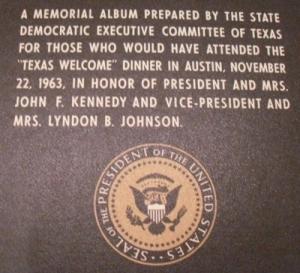 A MEMORIAL ALBUM PREPARED BY THE STATE
DEMOCRATIC EXECUTIVE COMMITTEE OF TEXAS
FOR THOSE WHO WOULD HAVE ATTENDED THE
"TEXAS WELCOME" DINNER IN AUSTIN, NOVEMBER
22, 1963, IN HONOR OF PRESIDENT AND MRS.
JOHN F. KENNEDY AND VICE-PRESIDENT AND
MRS. LYNDON B. JOHNSON.
SEAL OF THE PRESIDENT OF THE UNITED STATES